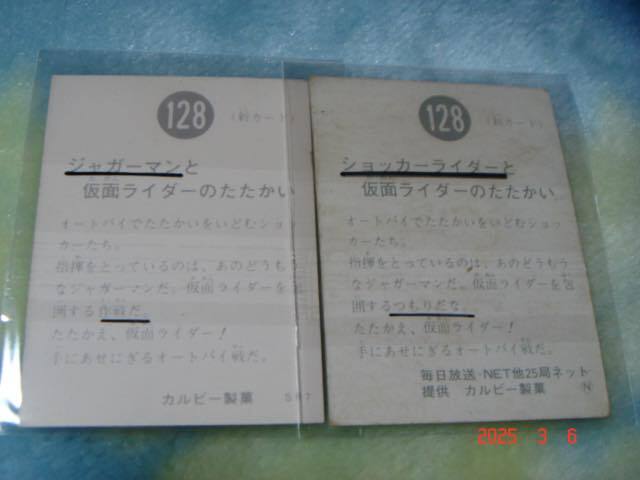 128
(新カード)
ジャガーマンと
仮面ライダーのたたかい
オートバイでたたかいをいどむショッ
カーたち。
指揮をとっているのは、あのどうもう
なジャガーマンだ。仮面ライダーを包
囲する作戦だ。
たたかえ、仮面ライダー!
手にあせにぎるオートバイ戦だ。
カルビー製菓
128
(新カード)
ショッカーライダーと
仮面ライダーのたたかい
オートバイでたたかいをいどむショッ
カーたち。
指揮をとっているのは、あのどうもう
なジャガーマンだ。仮面ライダーを包
囲するつもりだな。
たたかえ、仮面ライダー!
手にあせにぎるオートバイ戦だ。
毎日放送・NET他25局ネット
提供 カルビー製菓 N
2025 3 6